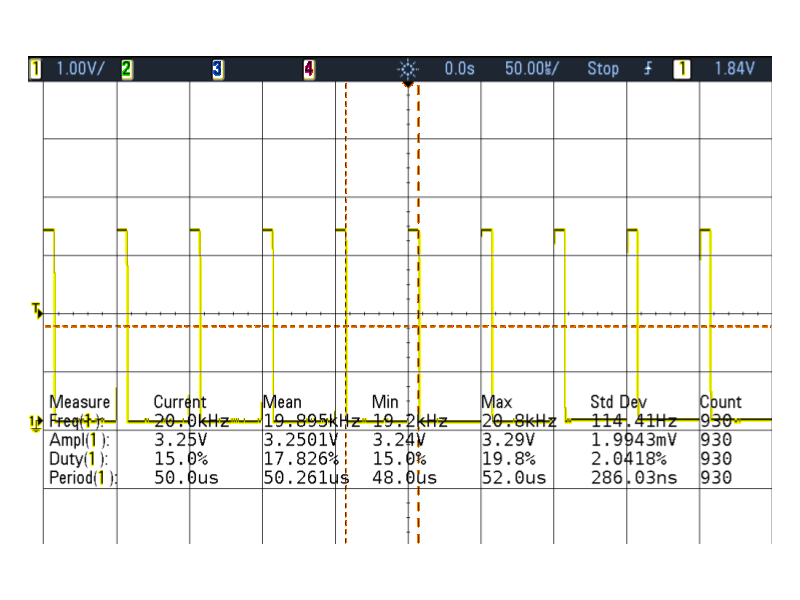 1 1.00V/ 2 3 4 0.0s 50.00us/ Stop 1 1.84V
T
Measure Current Mean Min Max Std Dev Count
1 Freq(1): 20.0kHz 19.895kHz 19.2kHz 20.8kHz 114.41Hz 930
Ampl(1): 3.25V 3.2501V 3.24V 3.29V 1.9943mV 930
Duty(1): 15.0% 17.826% 15.0% 19.8% 2.0418% 930
Period(1): 50.0us 50.261us 48.0us 52.0us 286.03ns 930